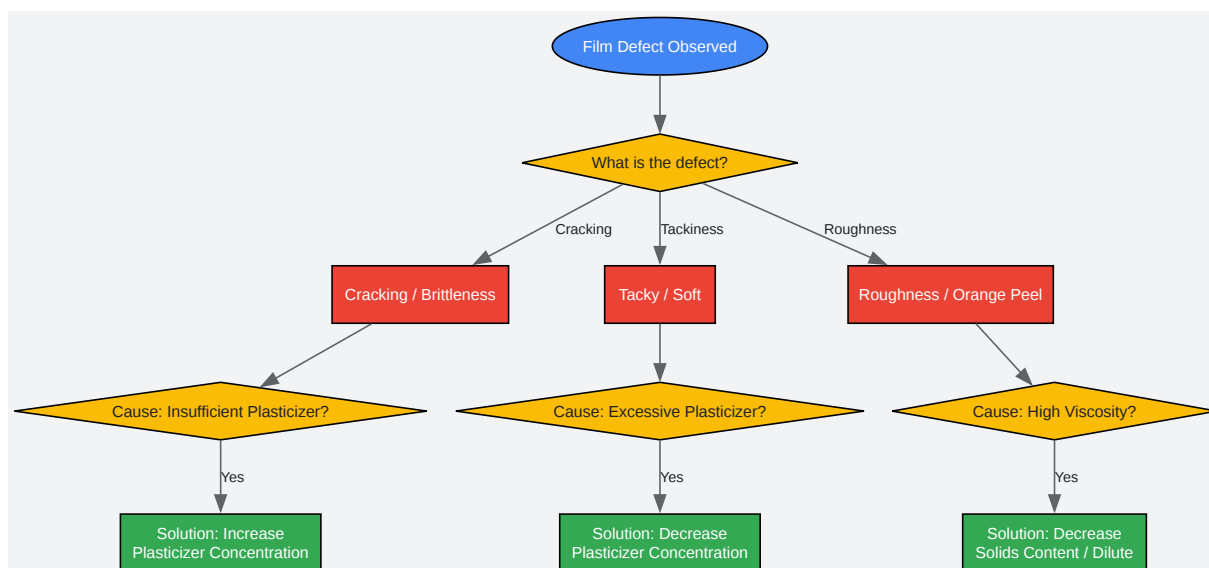 Film Defect Observed
What is the defect?
Cracking
Tackiness
Roughness
Cracking / Brittleness
Tacky / Soft
Roughness / Orange Peel
Cause: Insufficient Plasticizer?
Cause: Excessive Plasticizer?
Cause: High Viscosity?
Yes
Yes
Yes
Solution: Increase
Plasticizer Concentration
Solution: Decrease
Plasticizer Concentration
Solution: Decrease
Solids Content / Dilute